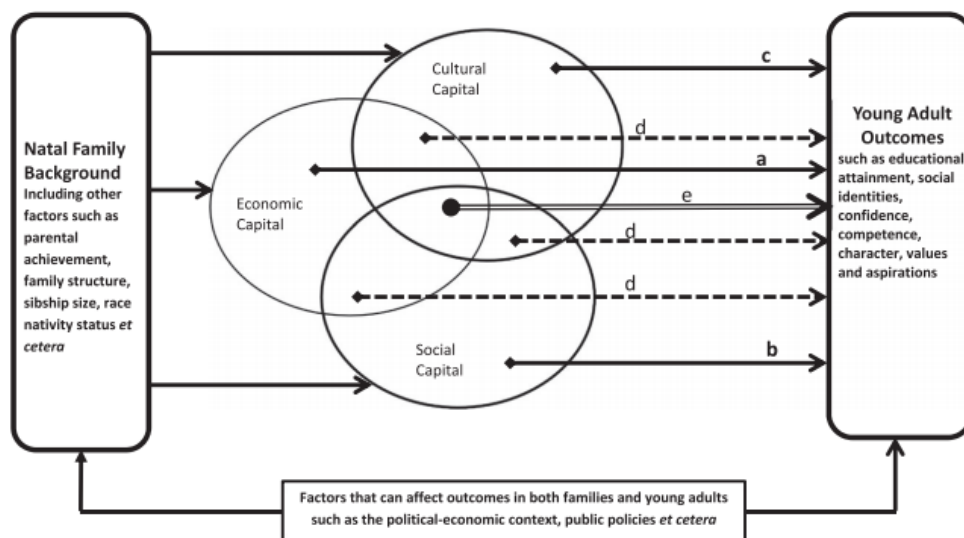 Natal Family
Background
Including other
factors such as
parental
achievement,
family structure,
sibship size, race
nativity status et
cetera
Cultural
Capital
Economic
Capital
Social
Capital
c
d
a
e
d
d
b
Young Adult
Outcomes
such as educational
attainment, social
identities,
confidence,
competence,
character, values
and aspirations
Factors that can affect outcomes in both families and young adults
such as the political-economic context, public policies et cetera